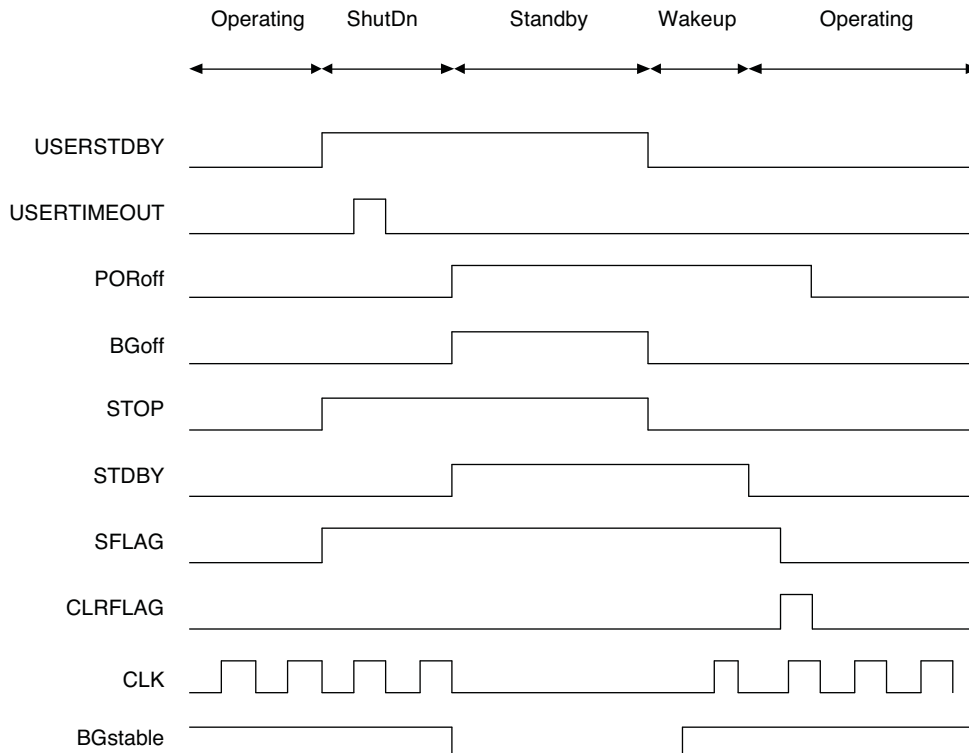 Operating ShutDn Standby Wakeup Operating
USERSTDBY
USERTIMEOUT
PORoff
BGoff
STOP
STDBY
SFLAG
CLRFLAG
CLK
BGstable